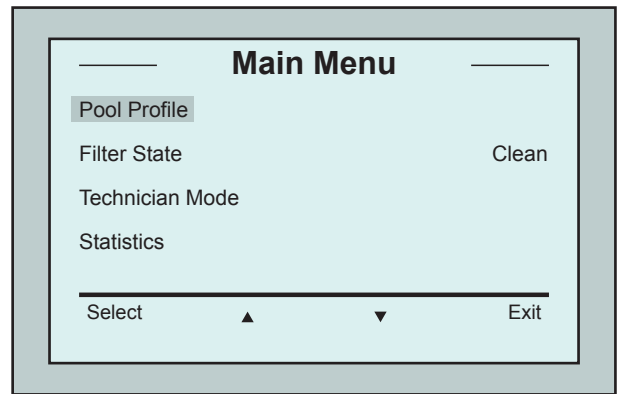 Main Menu
Pool Profile
Filter State Clean
Technician Mode
Statistics
Select ▲ ▼ Exit